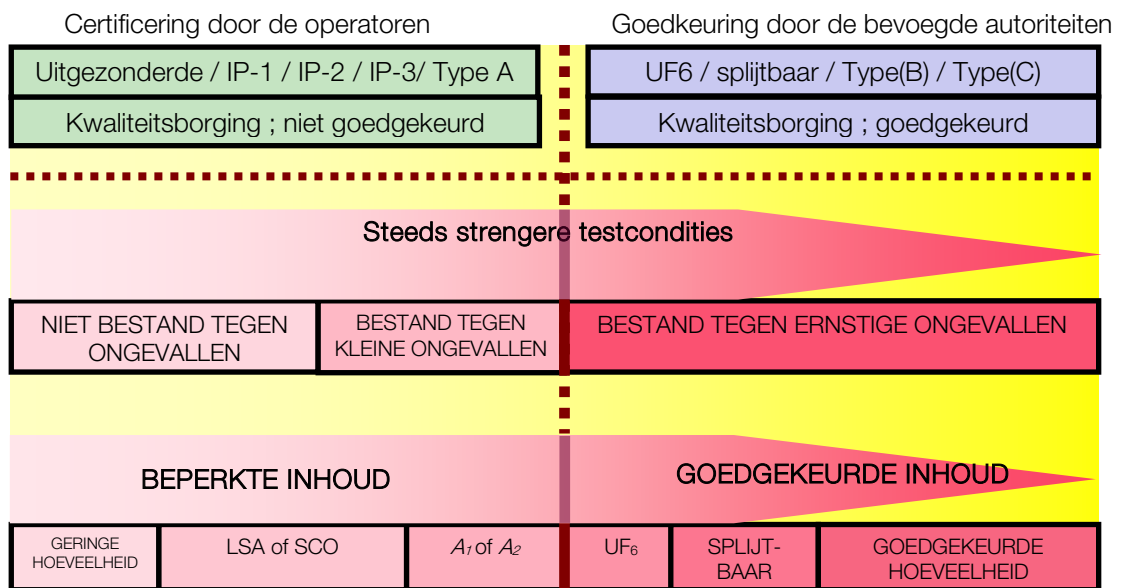 Certificering door de operatoren
Goedkeuring door de bevoegde autoriteiten
Uitgezonderde / IP-1 / IP-2 / IP-3/ Type A
UF6 / splijtbaar / Type(B) / Type(C)
Kwaliteitsborging ; niet goedgekeurd
Kwaliteitsborging ; goedgekeurd
Steeds strengere testcondities
NIET BESTAND TEGEN
ONGEVALLEN
BESTAND TEGEN
KLEINE ONGEVALLEN
BESTAND TEGEN ERNSTIGE ONGEVALLEN
BEPERKTE INHOUD
GOEDGEKEURDE INHOUD
GERINGE
HOEVEELHEID
LSA of SCO
A₁ of A₂
UF₆
SPLIJT-
BAAR
GOEDGEKEURDE
HOEVEELHEID